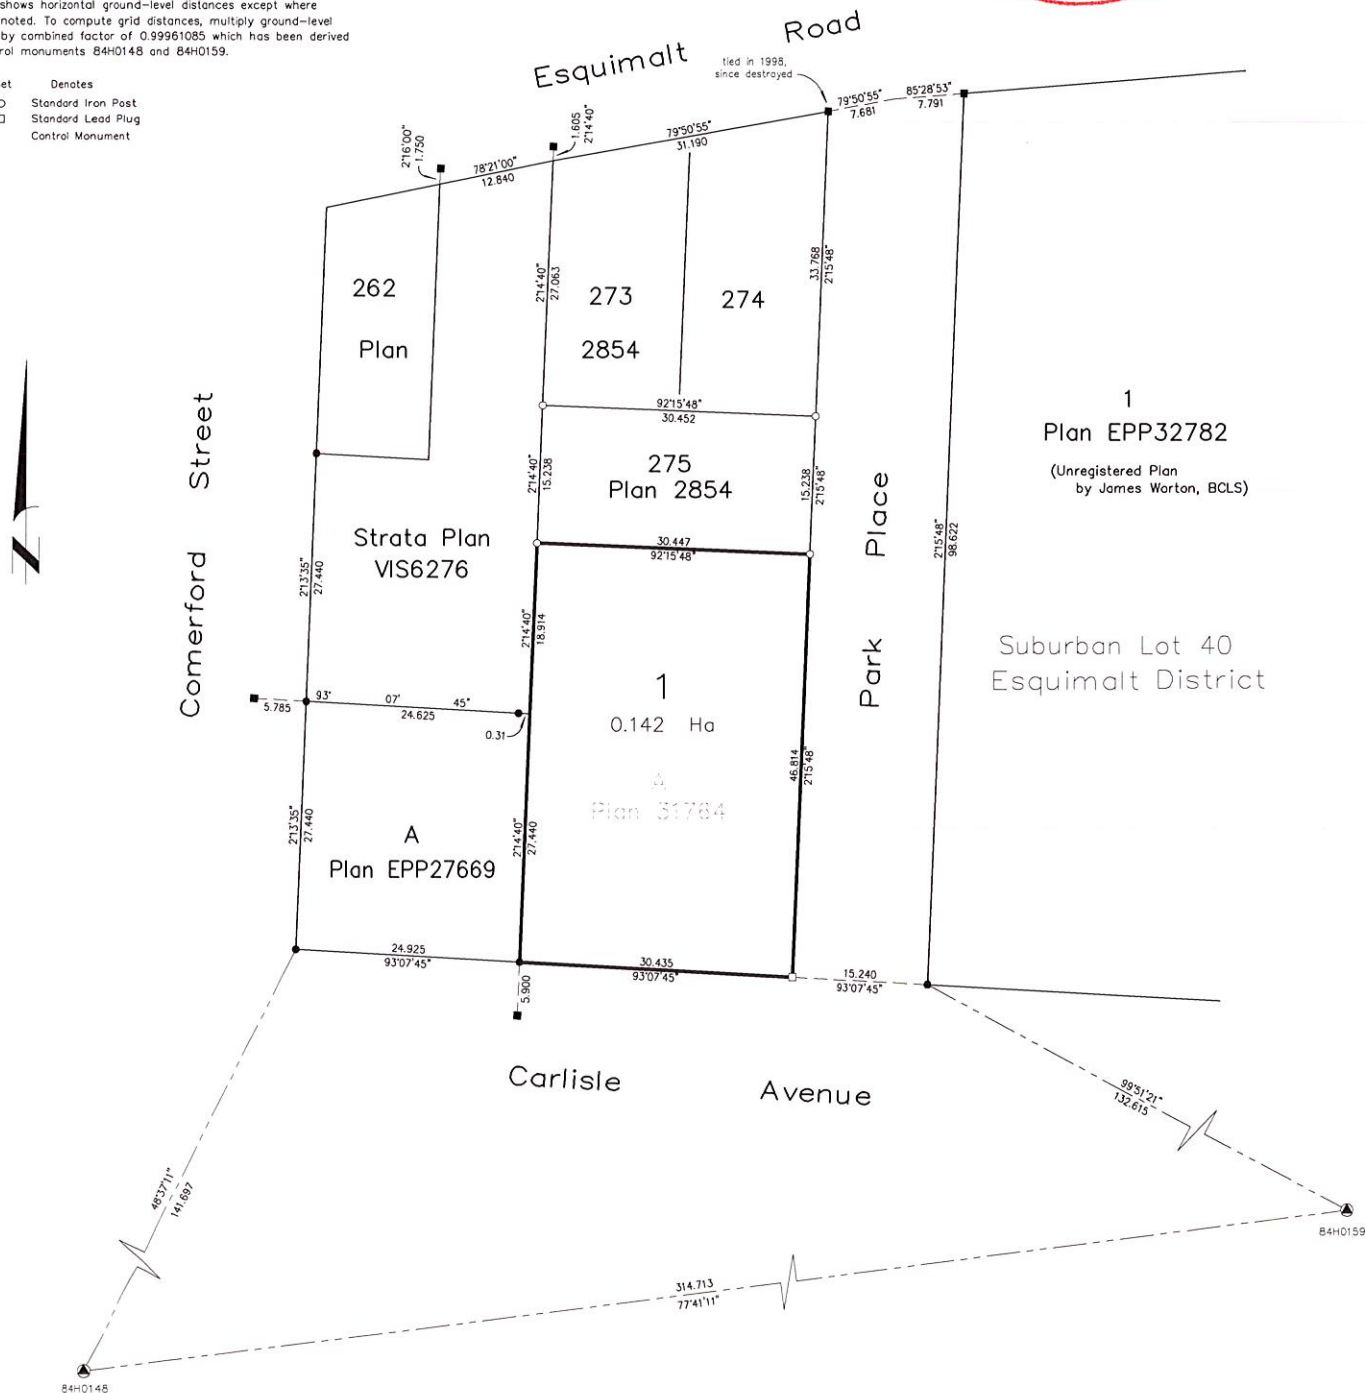 shows horizontal ground-level distances except where
noted. To compute grid distances, multiply ground-level
by combined factor of 0.99961085 which has been derived
rol monuments 84H0148 and 84H0159.
et Denotes
Standard Iron Post
Standard Lead Plug
Control Monument
Esquimalt Road
tied in 1998,
since destroyed
79°50'55"
7.681
85°28'53"
7.791
2°16'00"
1.750
78°21'00"
12.840
1.605
2°14'40"
79°50'55"
31.190
262
Plan
2°14'40"
27.063
273
2854
274
33.768
2°15'48"
92°15'48"
30.452
1
Plan EPP32782
(Unregistered Plan
by James Worton, BCLS)
Comerford Street
2°14'40"
15.238
275
Plan 2854
15.238
2°15'48"
Park Place
2°15'48"
98.622
Strata Plan
VIS6276
30.447
92°15'48"
2°13'35"
27.440
2°14'40"
18.914
Suburban Lot 40
Esquimalt District
5.785
93° 07' 45"
24.625
0.31
1
0.142 Ha
A
Plan 31764
46.814
2°15'48"
2°13'35"
27.440
A
Plan EPP27669
2°14'40"
27.440
24.925
93°07'45"
30.435
93°07'45"
15.240
93°07'45"
5.900
Carlisle Avenue
99°51'21"
132.615
48°37'11"
141.697
84H0159
314.713
77°41'11"
84H0148